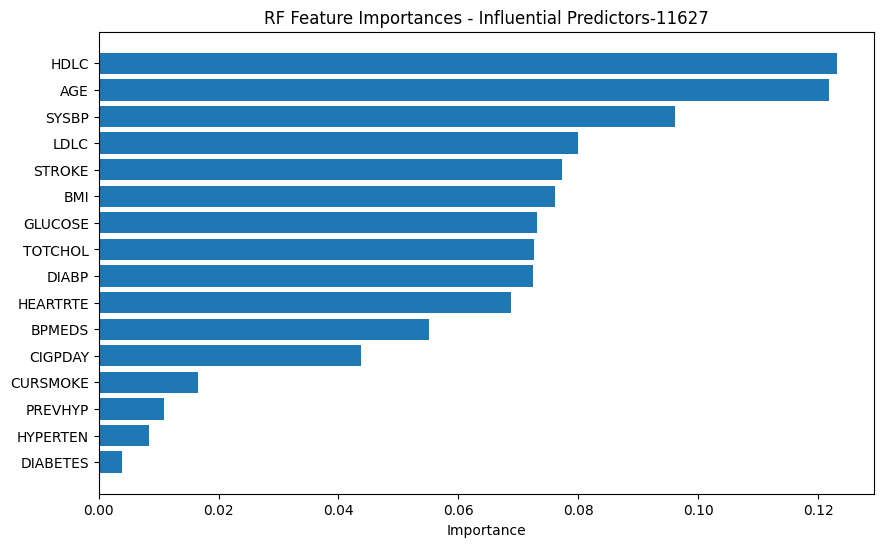 RF Feature Importances - Influential Predictors-11627
HDLC
AGE
SYSBP
LDLC
STROKE
BMI
GLUCOSE
TOTCHOL
DIABP
HEARTRTE
BPMEDS
CIGPDAY
CURSMOKE
PREVHYP
HYPERTEN
DIABETES
0.00 0.02 0.04 0.06 0.08 0.10 0.12
Importance